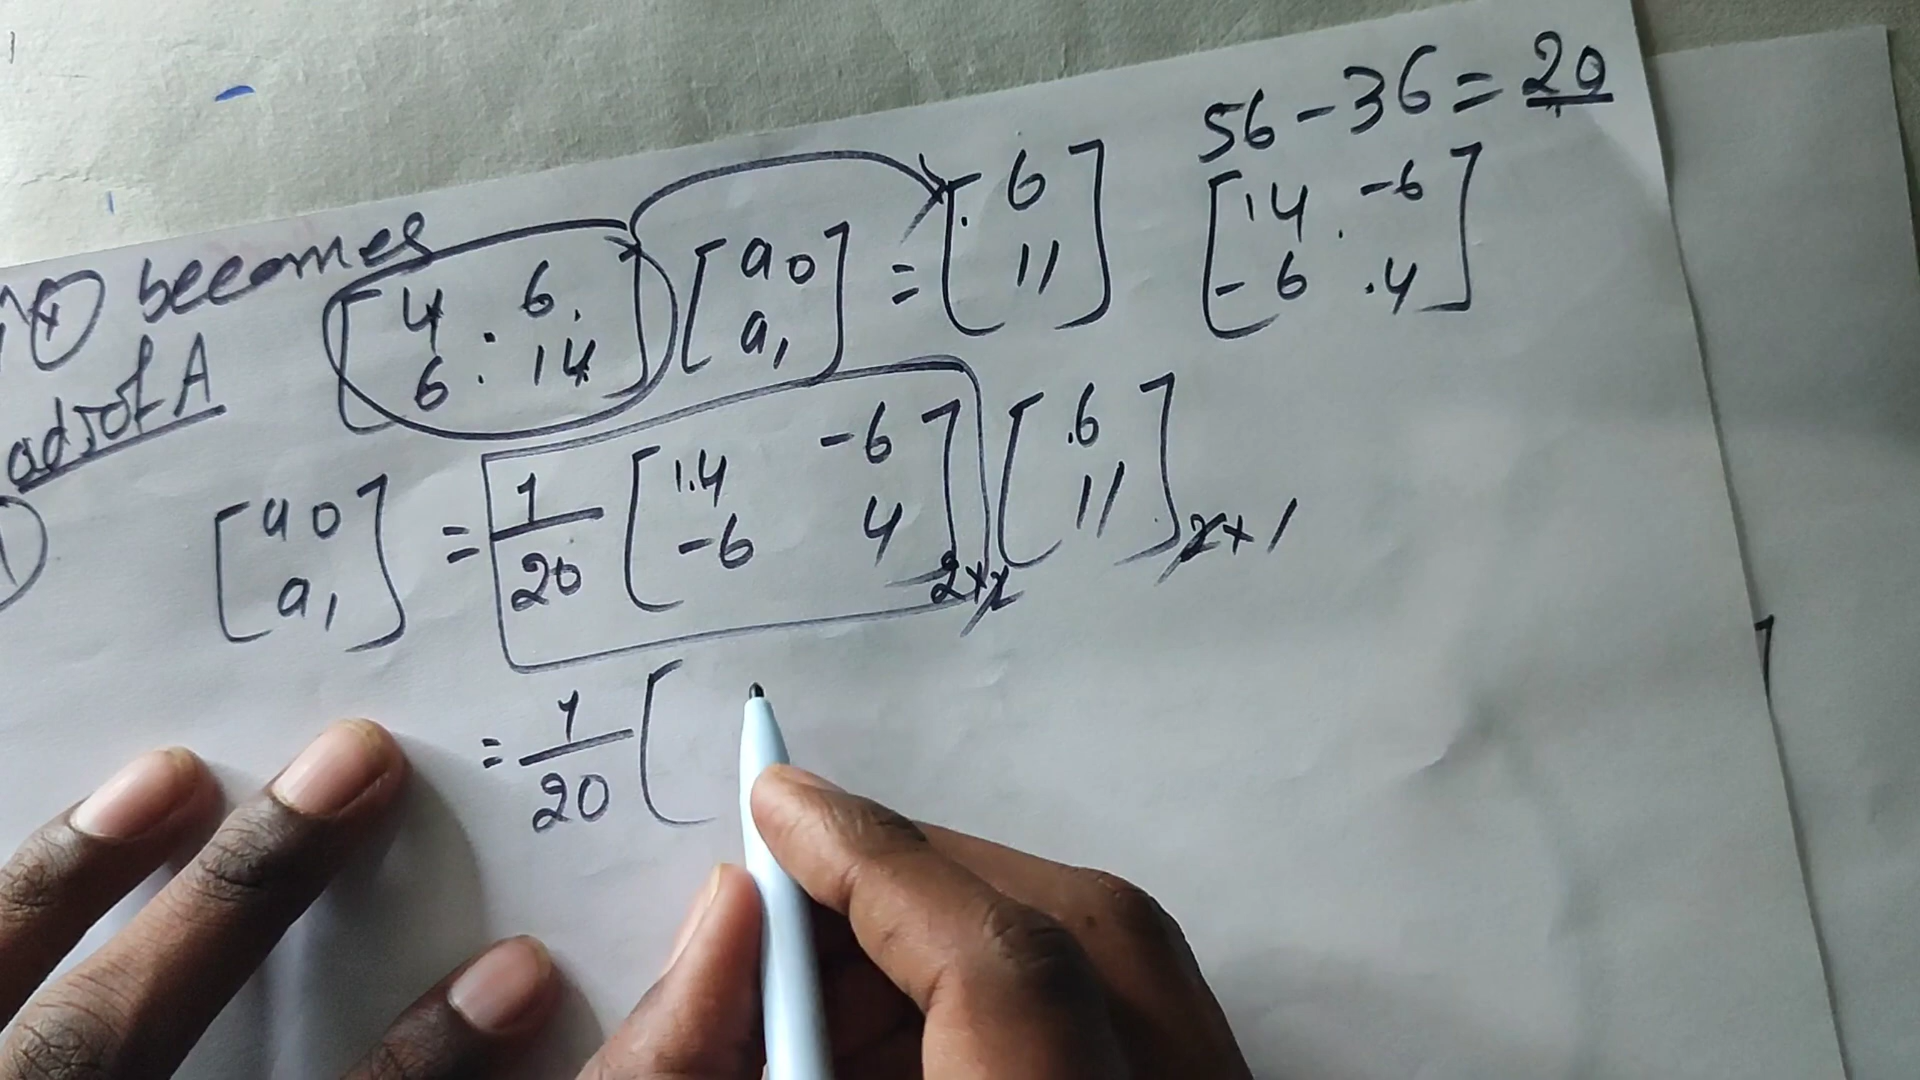 56 - 36 = 20
becomes [4 6 6 14] [a0 a1] = [6 11] [14 -6 -6 4]
adj of A
[a0 a1] = 1/20 [14 -6 -6 4] 2×2 [6 11] 2×1
= 1/20 [